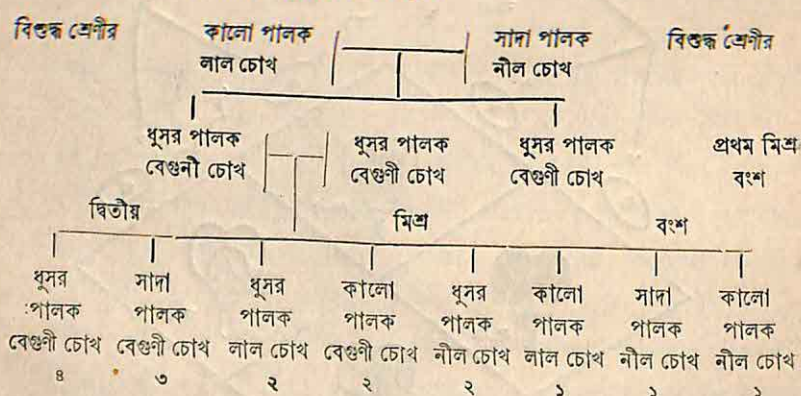 বিশুদ্ধ শ্রেণীর কালো পালক সাদা পালক বিশুদ্ধ শ্রেণীর
লাল চোখ নীল চোখ
ধূসর পালক ধূসর পালক ধূসর পালক প্রথম মিশ্র
বেগুনী চোখ বেগুণী চোখ বেগুণী চোখ বংশ
দ্বিতীয় মিশ্র বংশ
ধূসর সাদা ধূসর কালো ধূসর কালো সাদা কালো
পালক পালক পালক পালক পালক পালক পালক পালক
বেগুণী চোখ বেগুণী চোখ লাল চোখ বেগুণী চোখ নীল চোখ লাল চোখ নীল চোখ নীল চোখ
৪ ৩ ২ ২ ২ ১ ১ ১